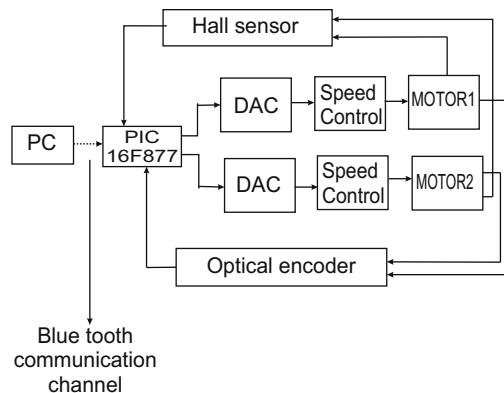 Hall sensor
DAC
Speed
Control
MOTOR1
PC
PIC
16F877
DAC
Speed
Control
MOTOR2
Optical encoder
Blue tooth
communication
channel